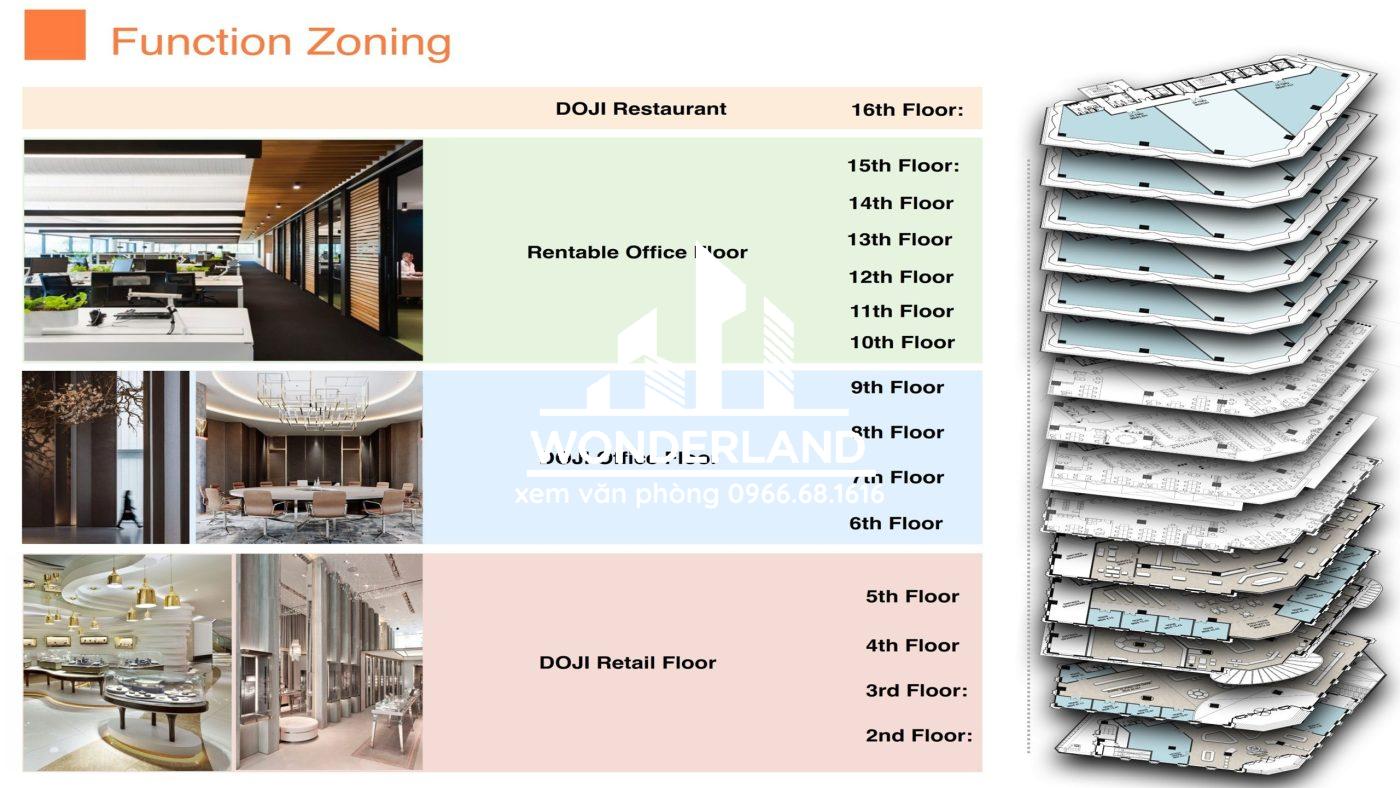 Function Zoning
DOJI Restaurant 16th Floor:
15th Floor:
14th Floor
13th Floor
Rentable Office Floor
12th Floor
11th Floor
10th Floor
9th Floor
8th Floor
WONDERLAND
DOJI Office Floor
7th Floor
xem văn phòng 0966.68.1616
6th Floor
5th Floor
4th Floor
DOJI Retail Floor
3rd Floor:
2nd Floor: